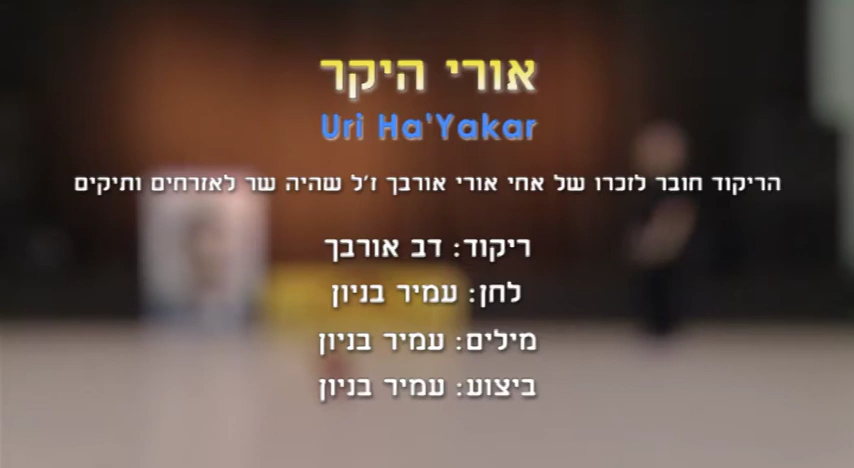 אורי היקר
Uri Ha'Yakar
הריקוד חובר לזכרו של אחי אורי אורבך ז'ל שהיה שר לאזרחים ותיקים
ריקוד: דב אורבך
לחן: עמיר בניון
מילים: עמיר בניון
ביצוע: עמיר בניון